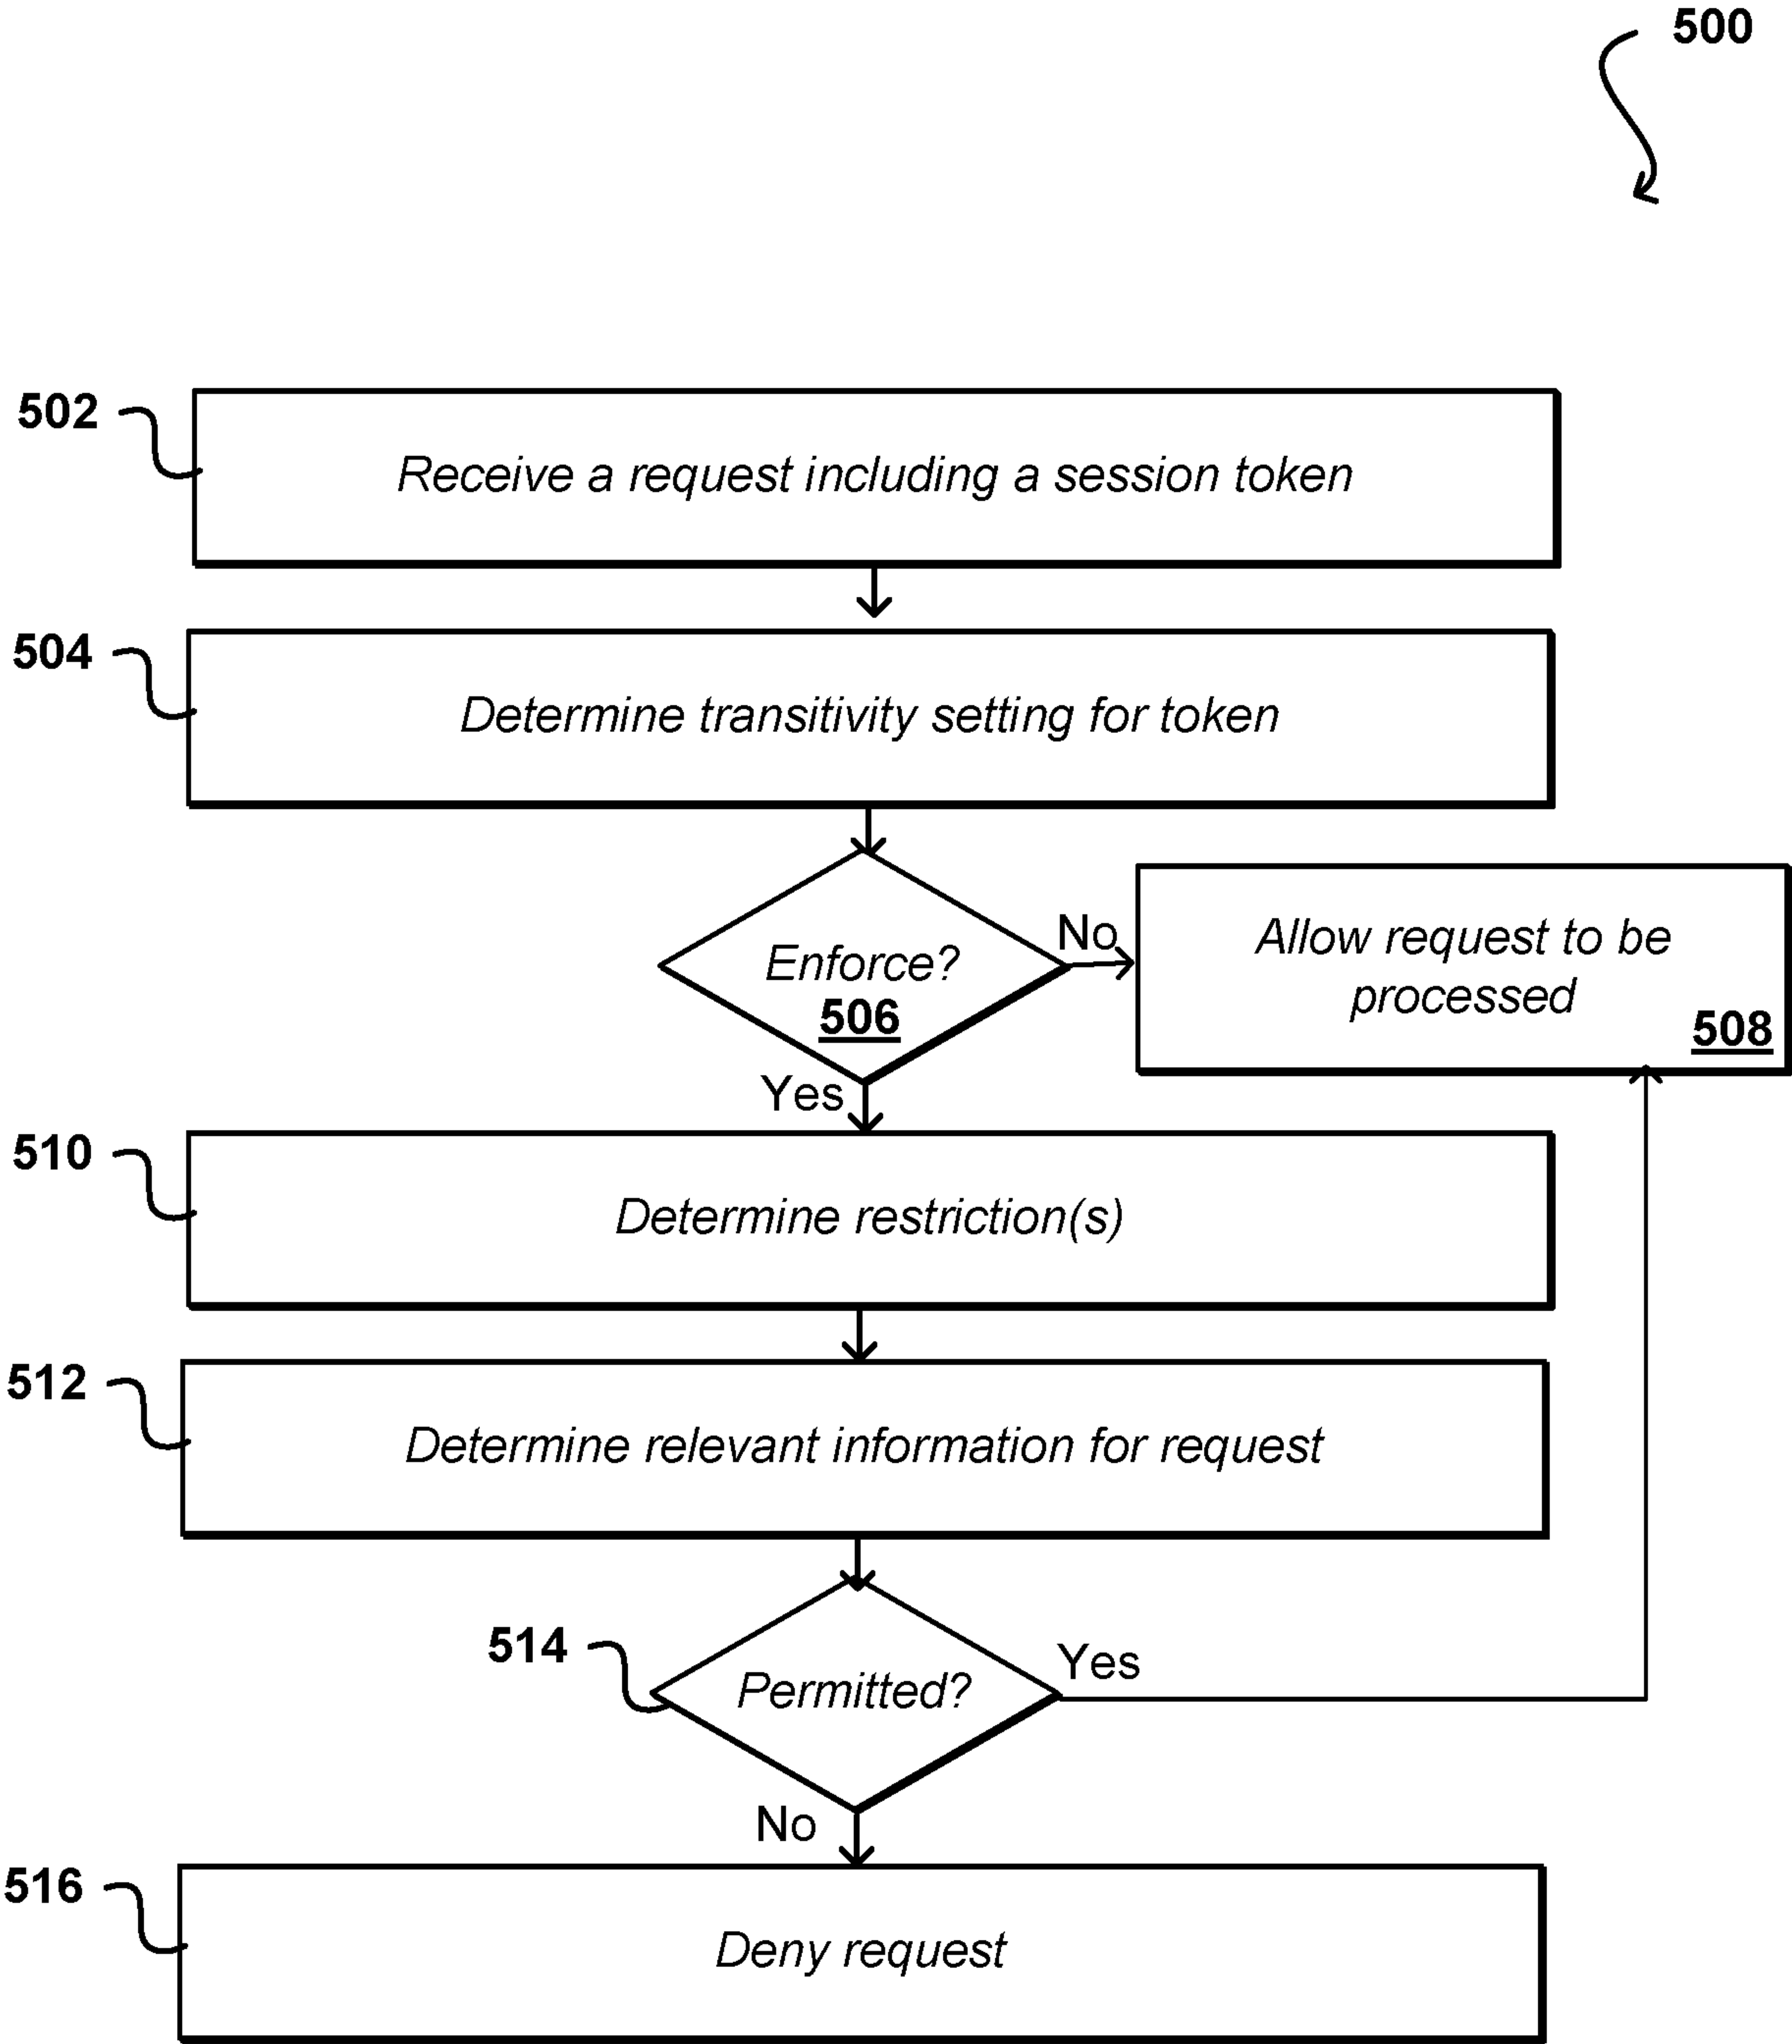 500
502
Receive a request including a session token
504
Determine transitivity setting for token
Enforce?
506
No
Allow request to be
processed
508
Yes
510
Determine restriction(s)
512
Determine relevant information for request
514
Permitted?
Yes
No
516
Deny request